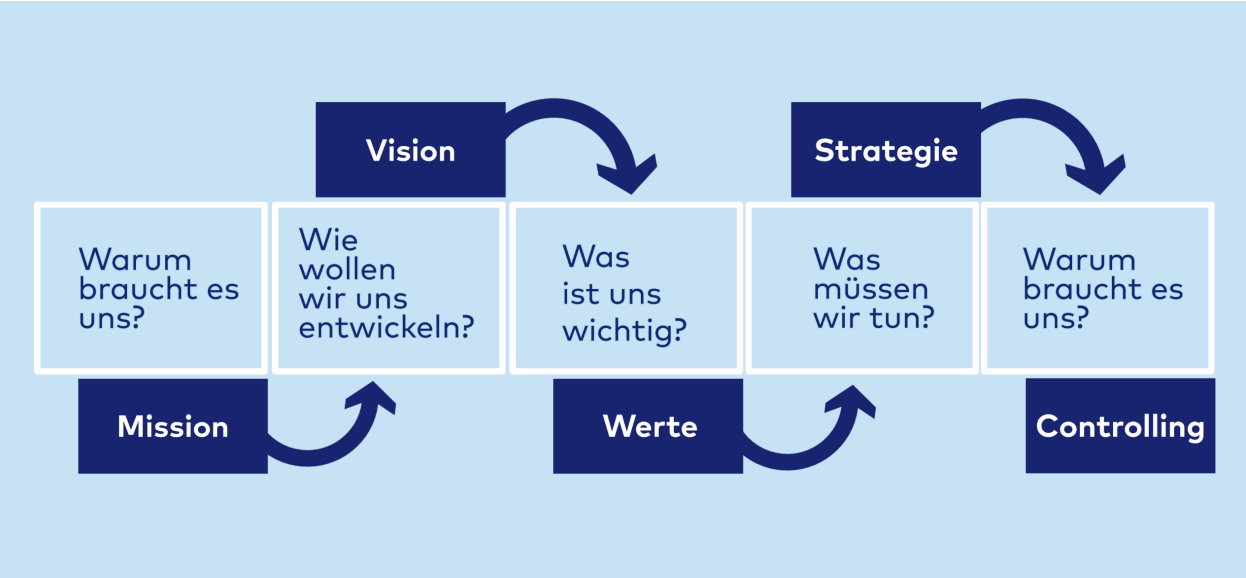 Vision
Strategie
Warum
braucht es
uns?
Wie
wollen
wir uns
entwickeln?
Was
ist uns
wichtig?
Was
müssen
wir tun?
Warum
braucht es
uns?
Mission
Werte
Controlling